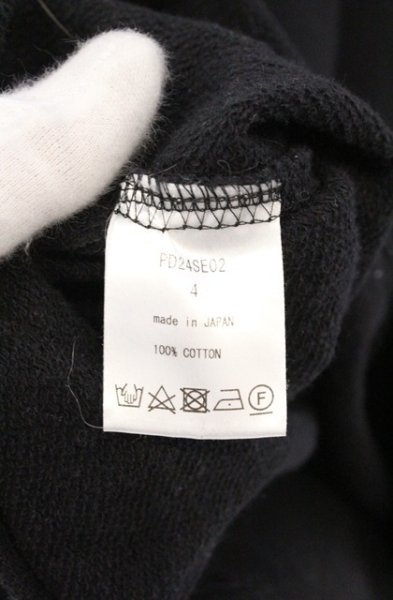 PD24SE02
4
made in JAPAN
100% COTTON
F